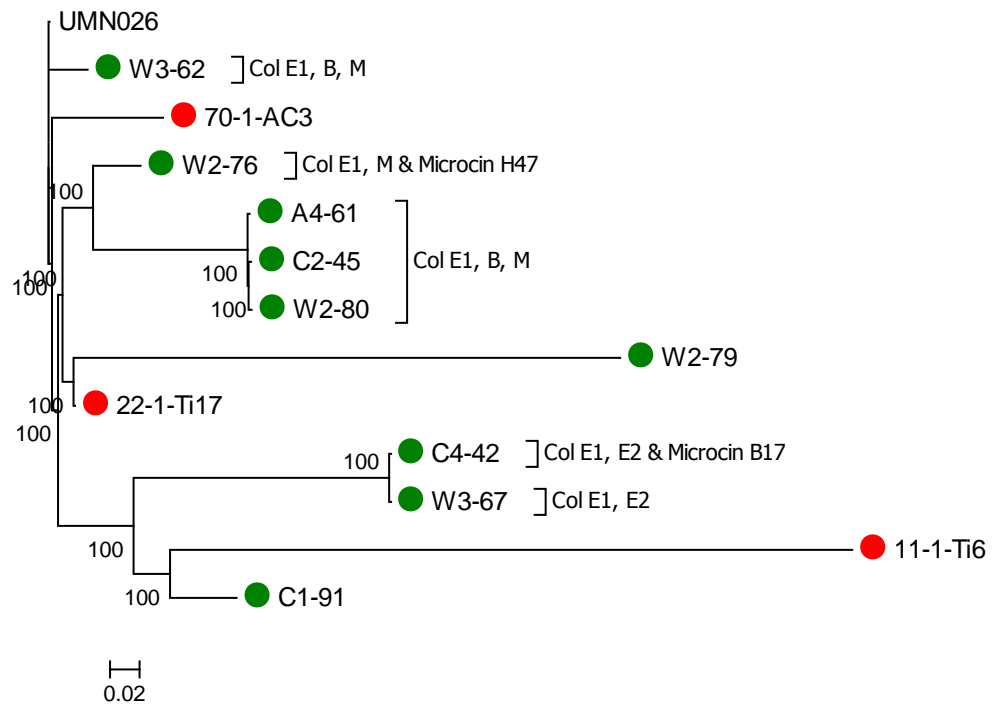 UMN026
W3-62 Col E1, B, M
70-1-AC3
W2-76 Col E1, M & Microcin H47
100
A4-61
C2-45 Col E1, B, M
100
100
100
W2-80
100
W2-79
22-1-Ti17
100
100
C4-42 Col E1, E2 & Microcin B17
100
W3-67 Col E1, E2
11-1-Ti6
100
C1-91
100
0.02